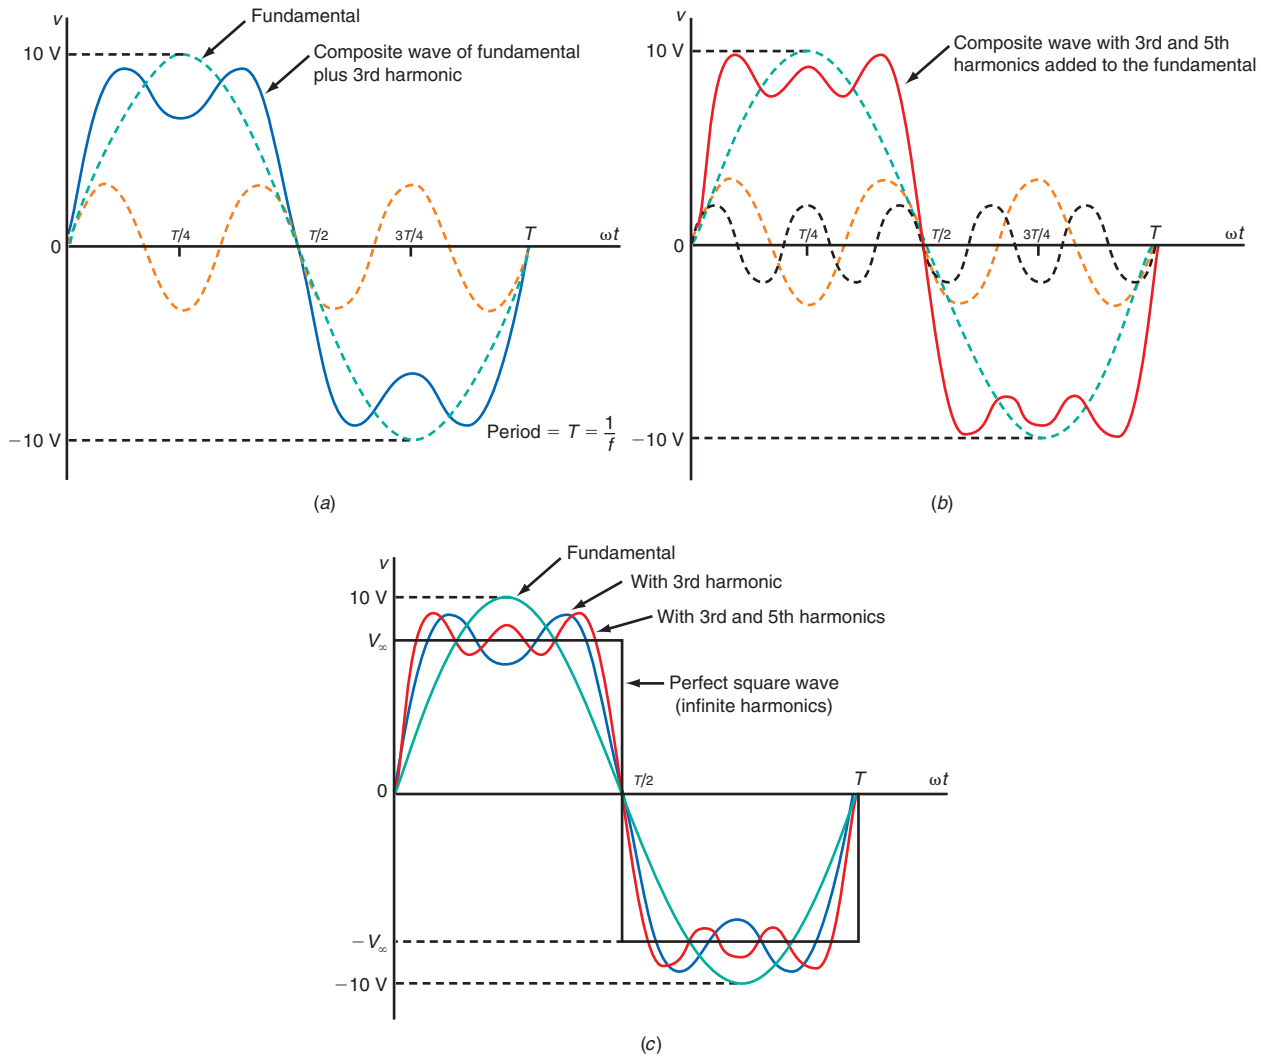 v
Fundamental
10 V
Composite wave of fundamental
plus 3rd harmonic
0
T/4
T/2
3T/4
T
ωt
−10 V
Period = T = 1/f
(a)
v
10 V
Composite wave with 3rd and 5th
harmonics added to the fundamental
0
T/4
T/2
3T/4
T
ωt
−10 V
(b)
v
Fundamental
10 V
With 3rd harmonic
With 3rd and 5th harmonics
V∞
Perfect square wave
(infinite harmonics)
0
T/2
T
ωt
−V∞
−10 V
(c)